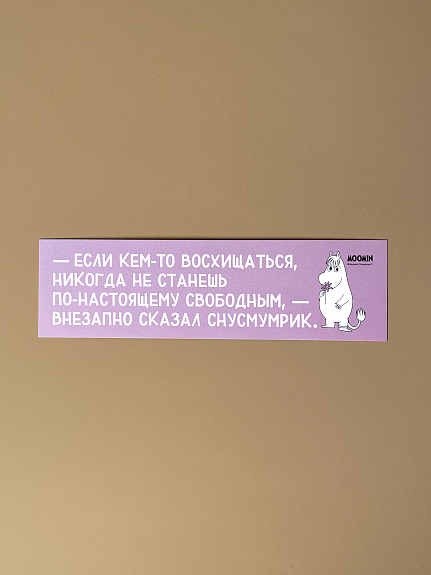 — ЕСЛИ КЕМ-ТО ВОСХИЩАТЬСЯ,
НИКОГДА НЕ СТАНЕШЬ
ПО-НАСТОЯЩЕМУ СВОБОДНЫМ, —
ВНЕЗАПНО СКАЗАЛ СНУСМУМРИК.
MOOMIN